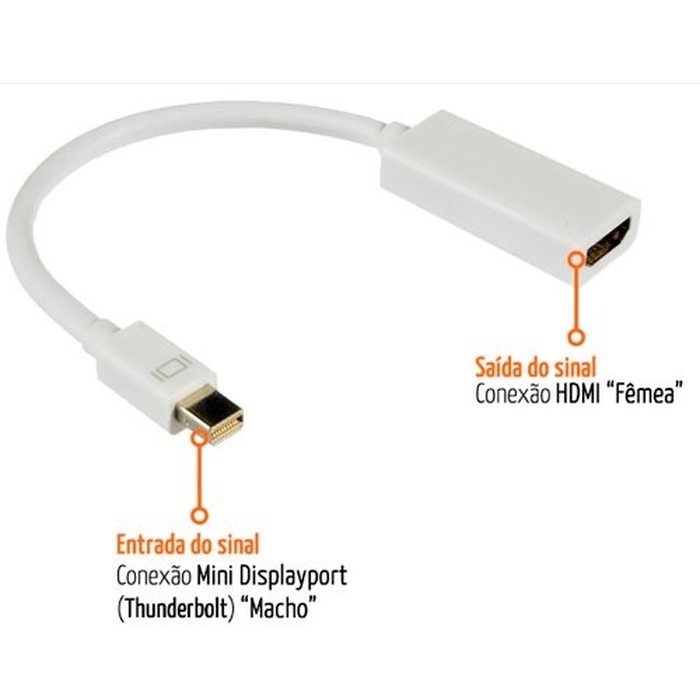 Saída do sinal
Conexão HDMI “Fêmea”
Entrada do sinal
Conexão Mini Displayport
(Thunderbolt) “Macho”